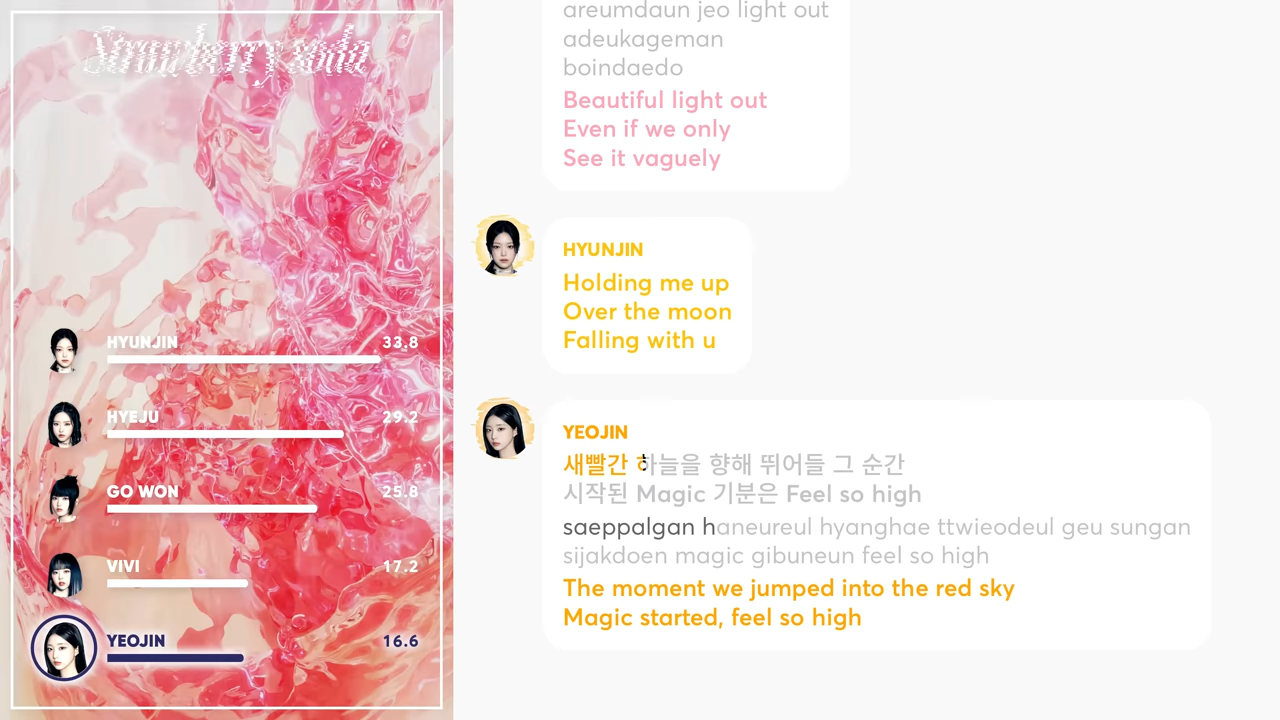 Strawberry soda
HYUNJIN 33.8
HYEJU 29.2
GO WON 25.8
VIVI 17.2
YEOJIN 16.6
areumdaun jeo light out
adeukageman
boindaedo
Beautiful light out
Even if we only
See it vaguely
HYUNJIN
Holding me up
Over the moon
Falling with u
YEOJIN
새빨간 하늘을 향해 뛰어들 그 순간
시작된 Magic 기분은 Feel so high
saeppalgan haneureul hyanghae ttwieodeul geu sungan
sijakdoen magic gibuneun feel so high
The moment we jumped into the red sky
Magic started, feel so high